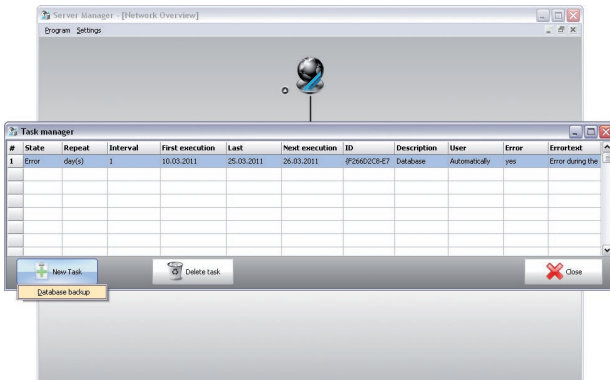 Server Manager - [Network Overview]
Program Settings
Task manager
# State Repeat Interval First execution Last Next execution ID Description User Error Errortext
1 Error day(s) 1 10.03.2011 25.03.2011 26.03.2011 {F266D2C8-E7 Database Automatically yes Error during the
New Task Delete task Close
Database backup